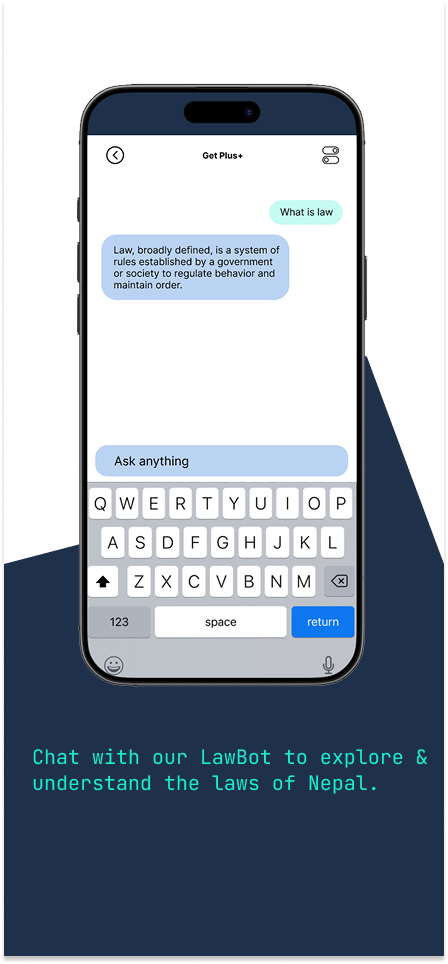 Get Plus+
What is law
Law, broadly defined, is a system of
rules established by a government
or society to regulate behavior and
maintain order.
Ask anything
Q W E R T Y U I O P
A S D F G H J K L
Z X C V B N M
123 space return
Chat with our LawBot to explore &
understand the laws of Nepal.